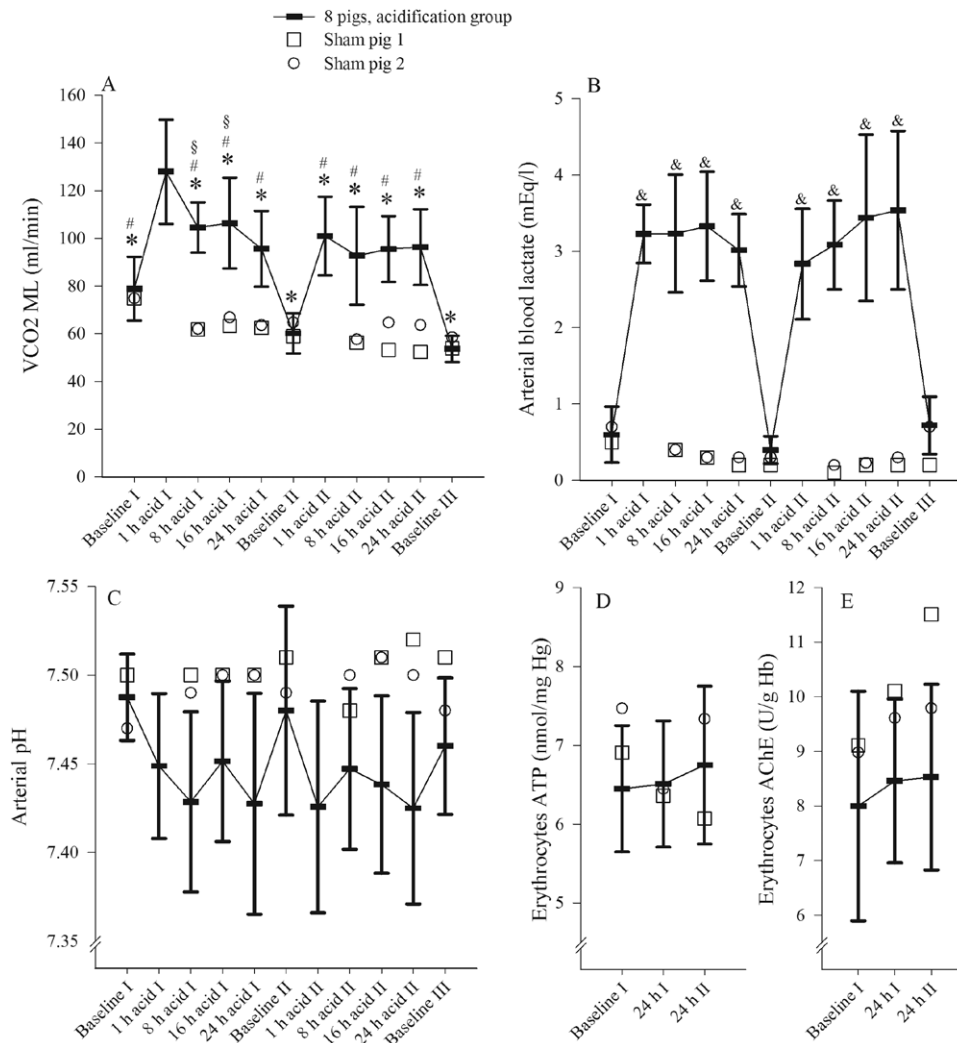 8 pigs, acidification group
Sham pig 1
Sham pig 2
A
VCO2 ML (ml/min)
160
140
120
100
80
60
40
20
0
#
*
§
#
*
§
#
*
#
*
*
#
*
#
*
#
*
#
*
*
Baseline I
1 h acid I
8 h acid I
16 h acid I
24 h acid I
Baseline II
1 h acid II
8 h acid II
16 h acid II
24 h acid II
Baseline III
B
Arterial blood lactate (mEq/l)
5
4
3
2
1
0
&
&
&
&
&
&
&
&
Baseline I
1 h acid I
8 h acid I
16 h acid I
24 h acid I
Baseline II
1 h acid II
8 h acid II
16 h acid II
24 h acid II
Baseline III
C
Arterial pH
7.55
7.50
7.45
7.40
7.35
Baseline I
1 h acid I
8 h acid I
16 h acid I
24 h acid I
Baseline II
1 h acid II
8 h acid II
16 h acid II
24 h acid II
Baseline III
D
Erythrocytes ATP (nmol/mg Hg)
9
8
7
6
5
Baseline I
24 h I
24 h II
E
Erythrocytes AChE (U/g Hb)
12
11
10
9
8
7
6
Baseline I
24 h I
24 h II